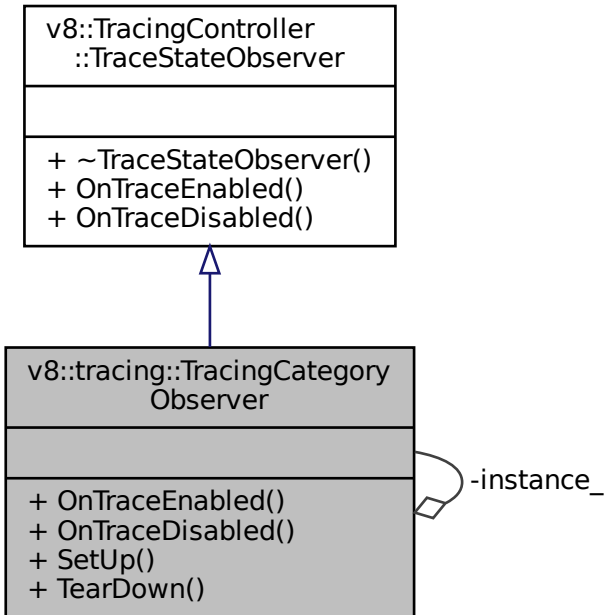 v8::TracingController
::TraceStateObserver
+ ~TraceStateObserver()
+ OnTraceEnabled()
+ OnTraceDisabled()
v8::tracing::TracingCategory
Observer
-instance_
+ OnTraceEnabled()
+ OnTraceDisabled()
+ SetUp()
+ TearDown()